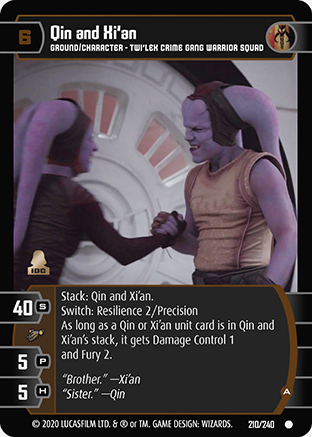 6
Qin and Xi'an
GROUND/CHARACTER - TWI'LEK CRIME GANG WARRIOR SQUAD
IDC
40 S
5 P
5 H
Stack: Qin and Xi'an.
Switch: Resilience 2/Precision
As long as a Qin or Xi'an unit card is in Qin and
Xi'an's stack, it gets Damage Control 1
and Fury 2.
"Brother." —Xi'an
"Sister." —Qin
A
© 2020 LUCASFILM LTD. & ® or TM. GAME DESIGN: WIZARDS.
210/240